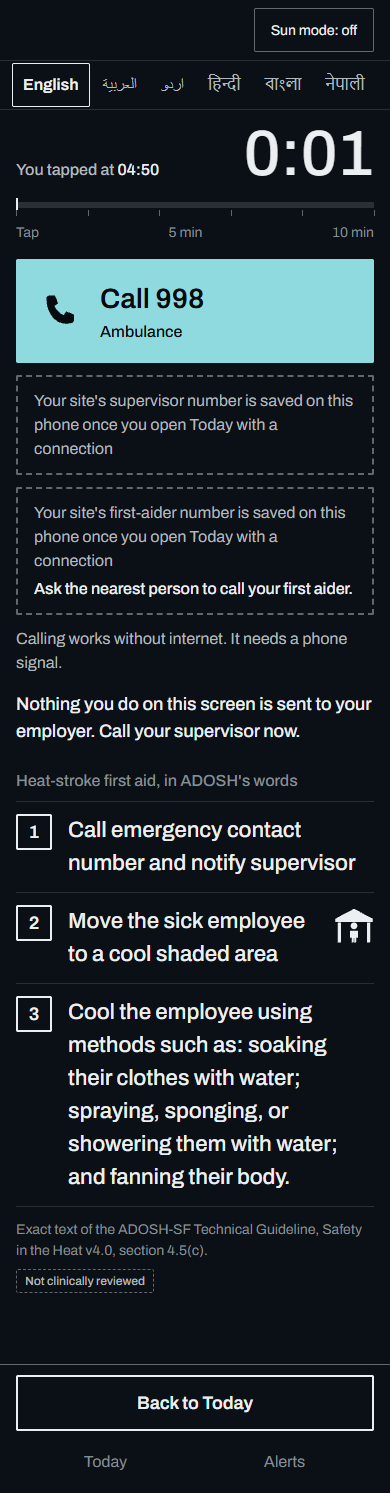 Sun mode: off
English
العربية
اردو
हिन्दी
বাংলা
नेपाली
0:01
You tapped at 04:50
Tap
5 min
10 min
Call 998
Ambulance
Your site's supervisor number is saved on this
phone once you open Today with a
connection
Your site's first-aider number is saved on this
phone once you open Today with a
connection
Ask the nearest person to call your first aider.
Calling works without internet. It needs a phone
signal.
Nothing you do on this screen is sent to your
employer. Call your supervisor now.
Heat-stroke first aid, in ADOSH's words
1
Call emergency contact
number and notify supervisor
2
Move the sick employee
to a cool shaded area
3
Cool the employee using
methods such as: soaking
their clothes with water;
spraying, sponging, or
showering them with water;
and fanning their body.
Exact text of the ADOSH-SF Technical Guideline, Safety
in the Heat v4.0, section 4.5(c).
Not clinically reviewed
Back to Today
Today
Alerts